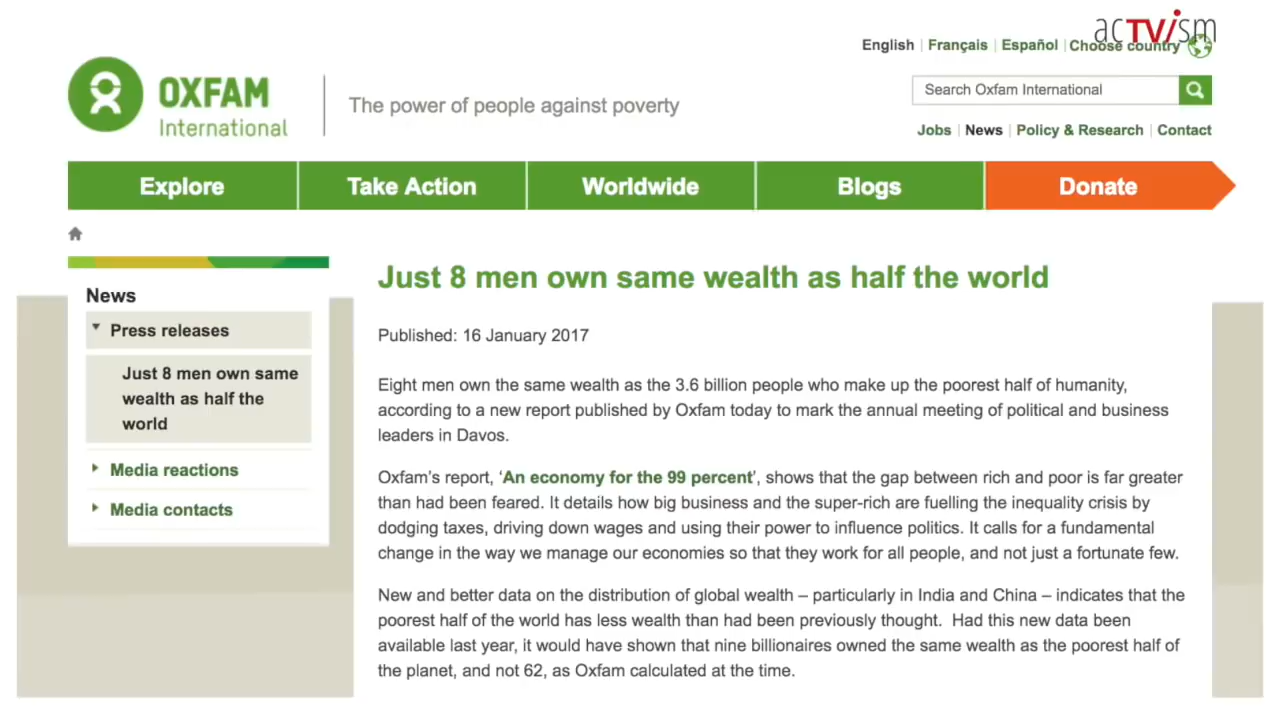 acTVism
English | Français | Español | Choose country
OXFAM
International
The power of people against poverty
Search Oxfam International
Jobs | News | Policy & Research | Contact
Explore
Take Action
Worldwide
Blogs
Donate
News
Press releases
Just 8 men own same
wealth as half the
world
Media reactions
Media contacts
Just 8 men own same wealth as half the world
Published: 16 January 2017
Eight men own the same wealth as the 3.6 billion people who make up the poorest half of humanity,
according to a new report published by Oxfam today to mark the annual meeting of political and business
leaders in Davos.
Oxfam's report, ‘An economy for the 99 percent’, shows that the gap between rich and poor is far greater
than had been feared. It details how big business and the super-rich are fuelling the inequality crisis by
dodging taxes, driving down wages and using their power to influence politics. It calls for a fundamental
change in the way we manage our economies so that they work for all people, and not just a fortunate few.
New and better data on the distribution of global wealth – particularly in India and China – indicates that the
poorest half of the world has less wealth than had been previously thought.  Had this new data been
available last year, it would have shown that nine billionaires owned the same wealth as the poorest half of
the planet, and not 62, as Oxfam calculated at the time.